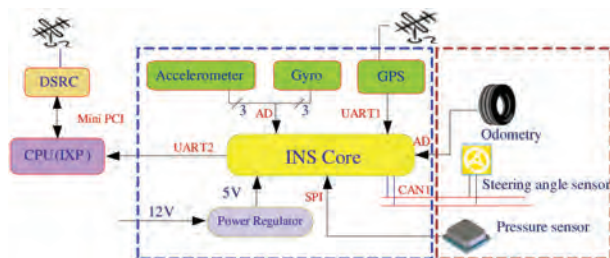 DSRC
Mini PCI
CPU(IXP)
Accelerometer
Gyro
GPS
3
AD
3
UART1
UART2
INS Core
AD
Odometry
Steering angle sensor
CAN1
5V
SPI
12V
Power Regulator
Pressure sensor